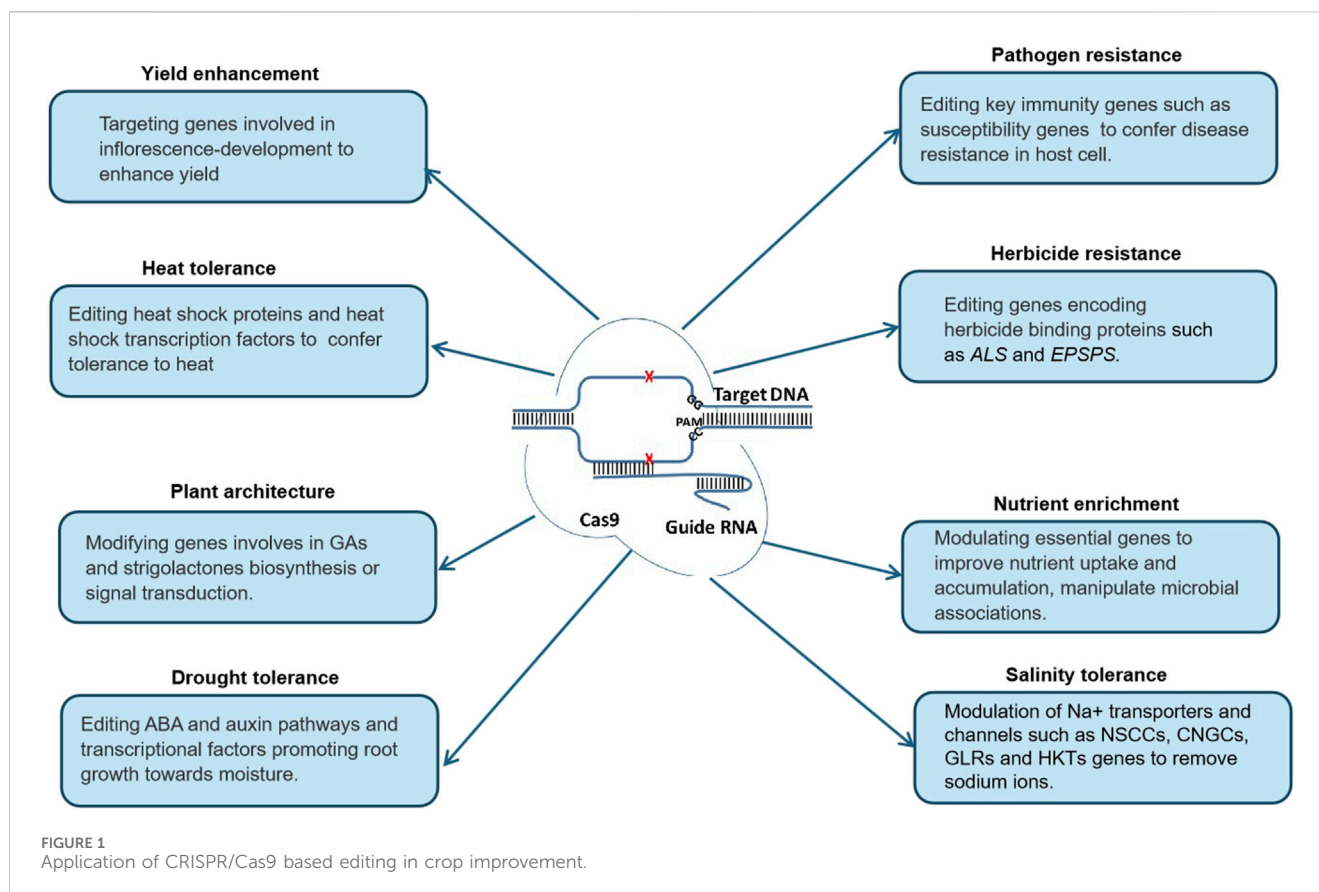 Yield enhancement
Targeting genes involved in
inflorescence-development to
enhance yield
Heat tolerance
Editing heat shock proteins and heat
shock transcription factors to confer
tolerance to heat
Plant architecture
Modifying genes involves in GAs
and strigolactones biosynthesis or
signal transduction.
Drought tolerance
Editing ABA and auxin pathways and
transcriptional factors promoting root
growth towards moisture.
X
GG
Target DNA
PAM
CC
X
Cas9
Guide RNA
Pathogen resistance
Editing key immunity genes such as
susceptibility genes to confer disease
resistance in host cell.
Herbicide resistance
Editing genes encoding
herbicide binding proteins such
as ALS and EPSPS.
Nutrient enrichment
Modulating essential genes to
improve nutrient uptake and
accumulation, manipulate microbial
associations.
Salinity tolerance
Modulation of Na+ transporters and
channels such as NSCCs, CNGCs,
GLRs and HKTs genes to remove
sodium ions.
FIGURE 1
Application of CRISPR/Cas9 based editing in crop improvement.